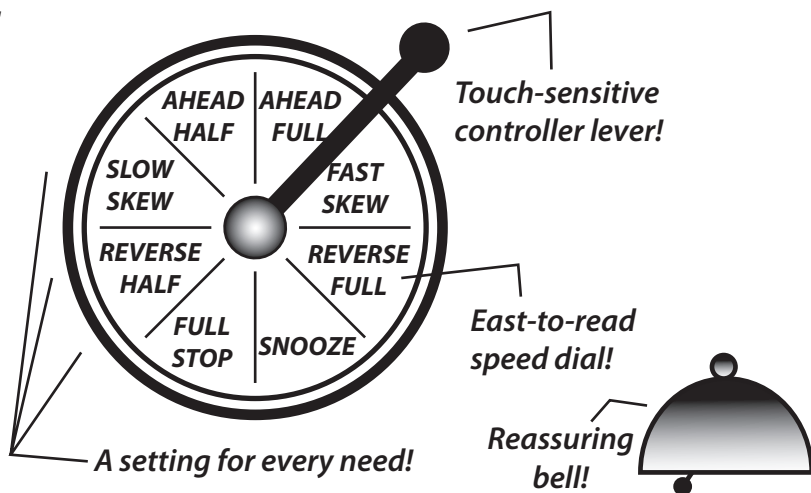 AHEAD
HALF
AHEAD
FULL
Touch-sensitive
controller lever!
SLOW
SKEW
FAST
SKEW
REVERSE
HALF
REVERSE
FULL
FULL
STOP
SNOOZE
East-to-read
speed dial!
A setting for every need!
Reassuring
bell!